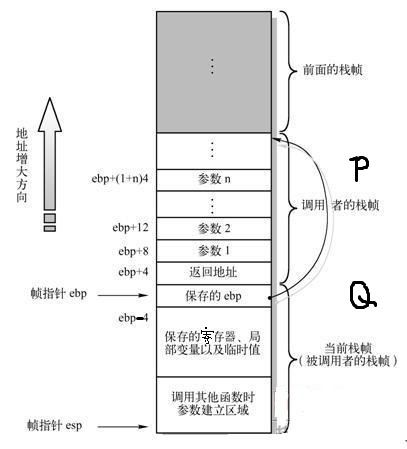 前面的栈帧
地址增大方向
ebp+(1+n)4
参数 n
P
调用者的栈帧
ebp+12
参数 2
ebp+8
参数 1
ebp+4
返回地址
帧指针 ebp
保存的 ebp
Q
ebp-4
保存的寄存器、局
部变量以及临时值
当前栈帧
(被调用者的栈帧)
调用其他函数时
参数建立区域
帧指针 esp